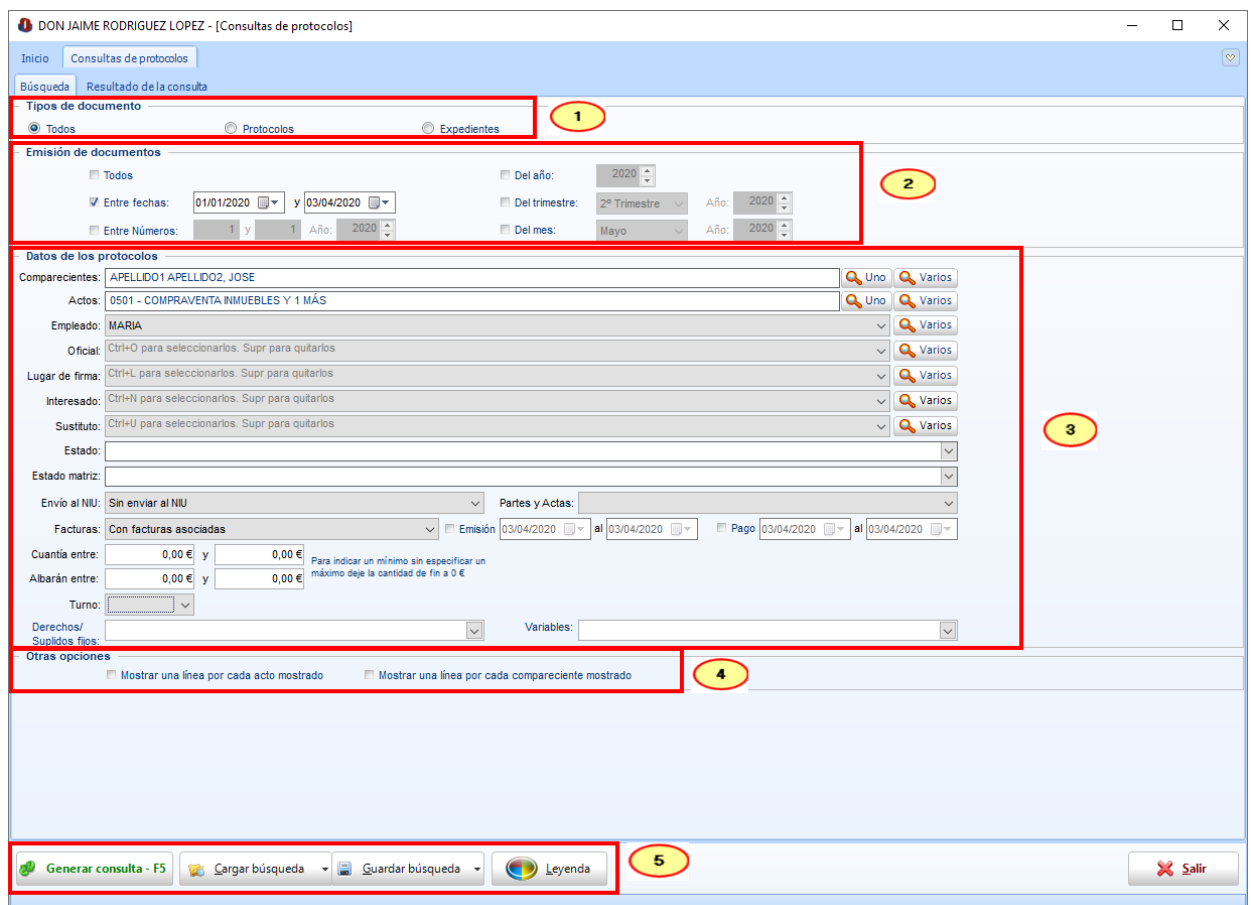 DON JAIME RODRIGUEZ LOPEZ - [Consultas de protocolos]
Inicio Consultas de protocolos
Búsqueda Resultado de la consulta
Tipos de documento
Todos Protocolos Expedientes
1
Emisión de documentos
Todos Del año: 2020
2
Entre fechas: 01/01/2020 y 03/04/2020 Del trimestre: 2º Trimestre Año: 2020
Entre Números: 1 y 1 Año: 2020 Del mes: Mayo Año: 2020
Datos de los protocolos
Comparecientes: APELLIDO1 APELLIDO2, JOSE Uno Varios
Actos: 0501 - COMPRAVENTA INMUEBLES Y 1 MÁS Uno Varios
Empleado: MARIA Varios
Oficial: Ctrl+O para seleccionarlos. Supr para quitarlos Varios
Lugar de firma: Ctrl+L para seleccionarlos. Supr para quitarlos Varios
Interesado: Ctrl+N para seleccionarlos. Supr para quitarlos Varios
Sustituto: Ctrl+U para seleccionarlos. Supr para quitarlos Varios
3
Estado:
Estado matriz:
Envío al NIU: Sin enviar al NIU Partes y Actas:
Facturas: Con facturas asociadas Emisión 03/04/2020 al 03/04/2020 Pago 03/04/2020 al 03/04/2020
Cuantía entre: 0,00 € y 0,00 € Para indicar un mínimo sin especificar un
Albarán entre: 0,00 € y 0,00 € máximo deje la cantidad de fin a 0 €
Turno:
Derechos/ Variables:
Suplidos fijos:
Otras opciones
Mostrar una línea por cada acto mostrado Mostrar una línea por cada compareciente mostrado
4
5
Generar consulta - F5 Cargar búsqueda Guardar búsqueda Leyenda Salir